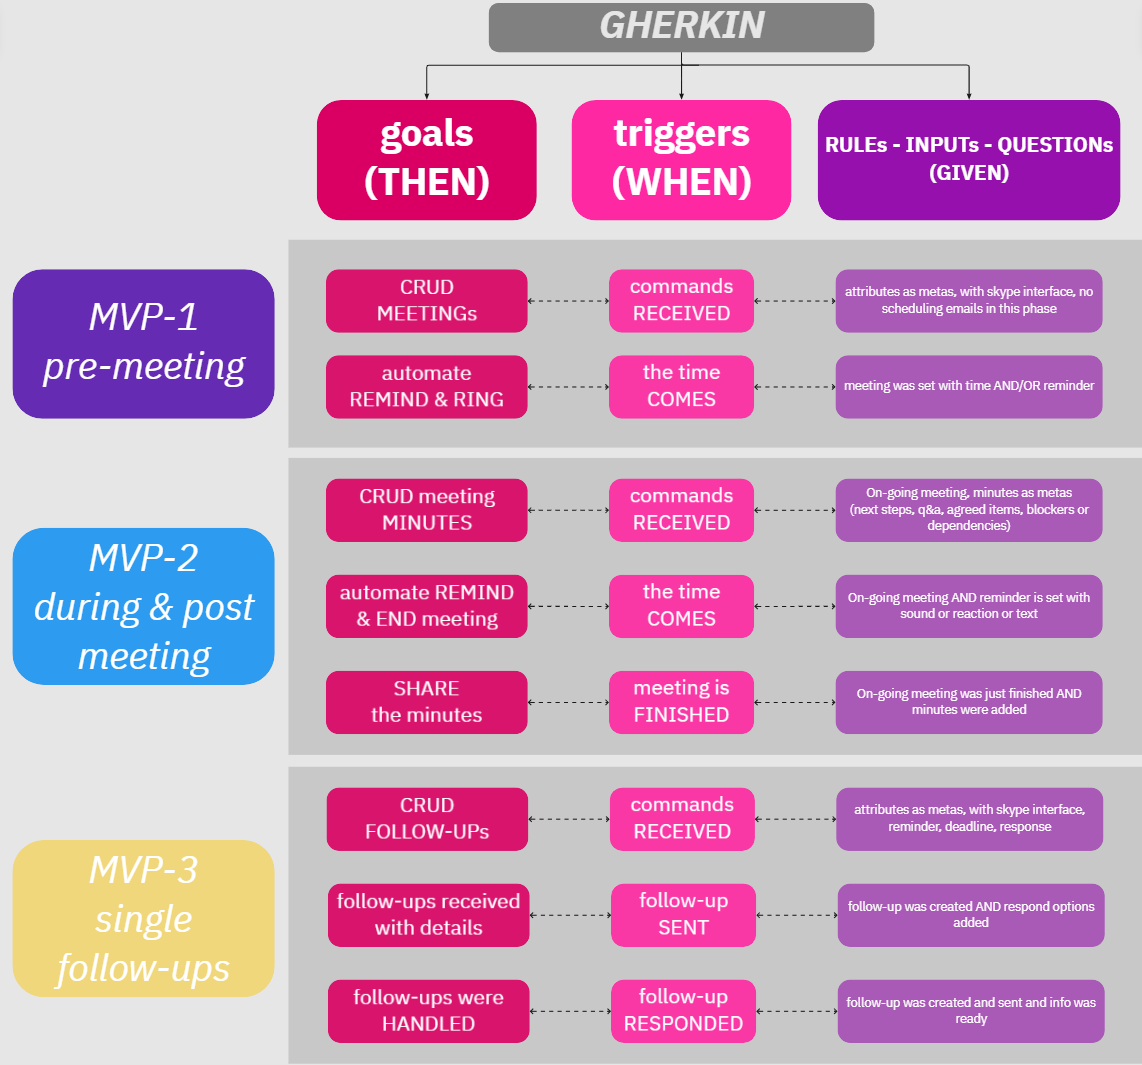 GHERKIN
goals
(THEN)
triggers
(WHEN)
RULEs - INPUTs - QUESTIONs
(GIVEN)
MVP-1
pre-meeting
CRUD
MEETINGs
commands
RECEIVED
attributes as metas, with skype interface, no
scheduling emails in this phase
automate
REMIND & RING
the time
COMES
meeting was set with time AND/OR reminder
MVP-2
during & post
meeting
CRUD meeting
MINUTES
commands
RECEIVED
On-going meeting, minutes as metas
(next steps, q&a, agreed items, blockers or
dependencies)
automate REMIND
& END meeting
the time
COMES
On-going meeting AND reminder is set with
sound or reaction or text
SHARE
the minutes
meeting is
FINISHED
On-going meeting was just finished AND
minutes were added
MVP-3
single
follow-ups
CRUD
FOLLOW-UPs
commands
RECEIVED
attributes as metas, with skype interface,
reminder, deadline, response
follow-ups received
with details
follow-up
SENT
follow-up was created AND respond options
added
follow-ups were
HANDLED
follow-up
RESPONDED
follow-up was created and sent and info was
ready